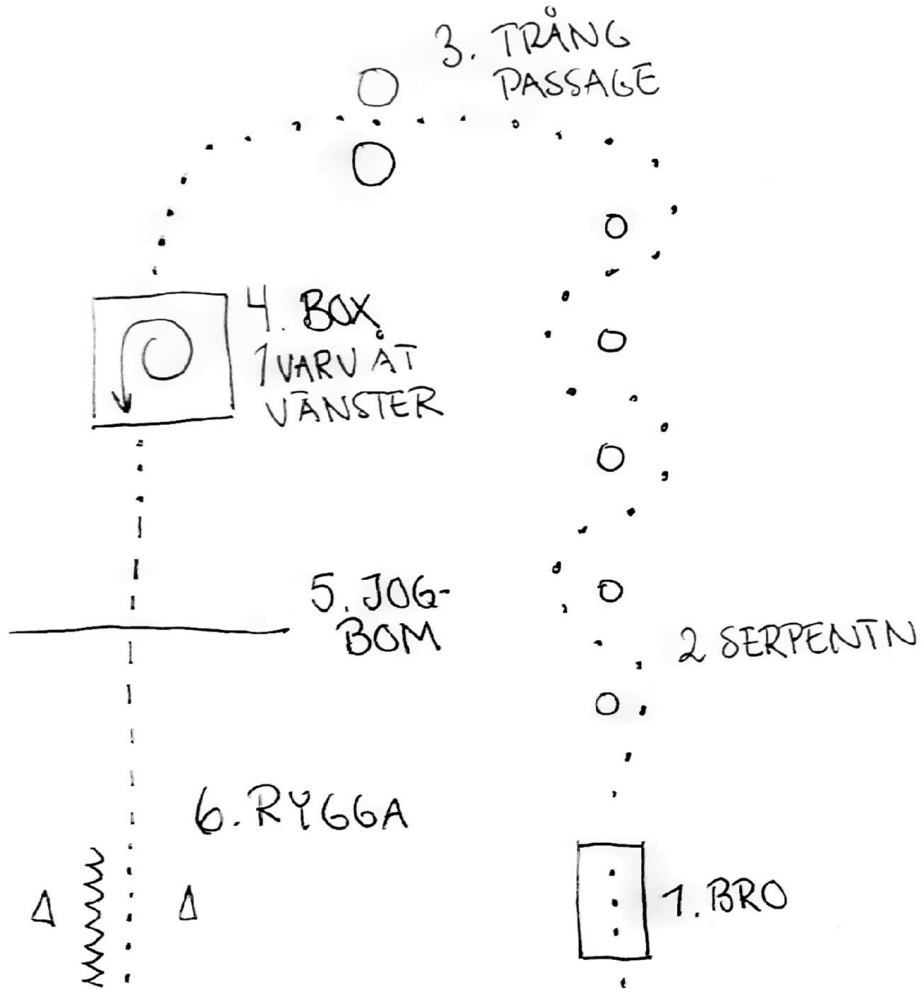 3. TRÅNG
PASSAGE
4. BOX
1 VARV ÅT
VÄNSTER
5. JOG-
BOM
2 SERPENTN
6. RYGGA
1. BRO